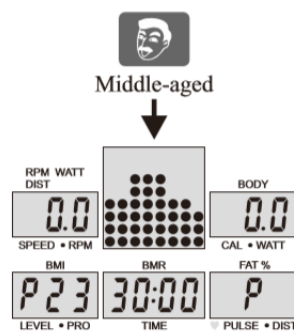 Middle-aged
RPM WATT
DIST
BODY
0.0
0.0
SPEED • RPM
CAL • WATT
BMI
BMR
FAT %
P23
30:00
P
LEVEL • PRO
TIME
♥ PULSE • DIST